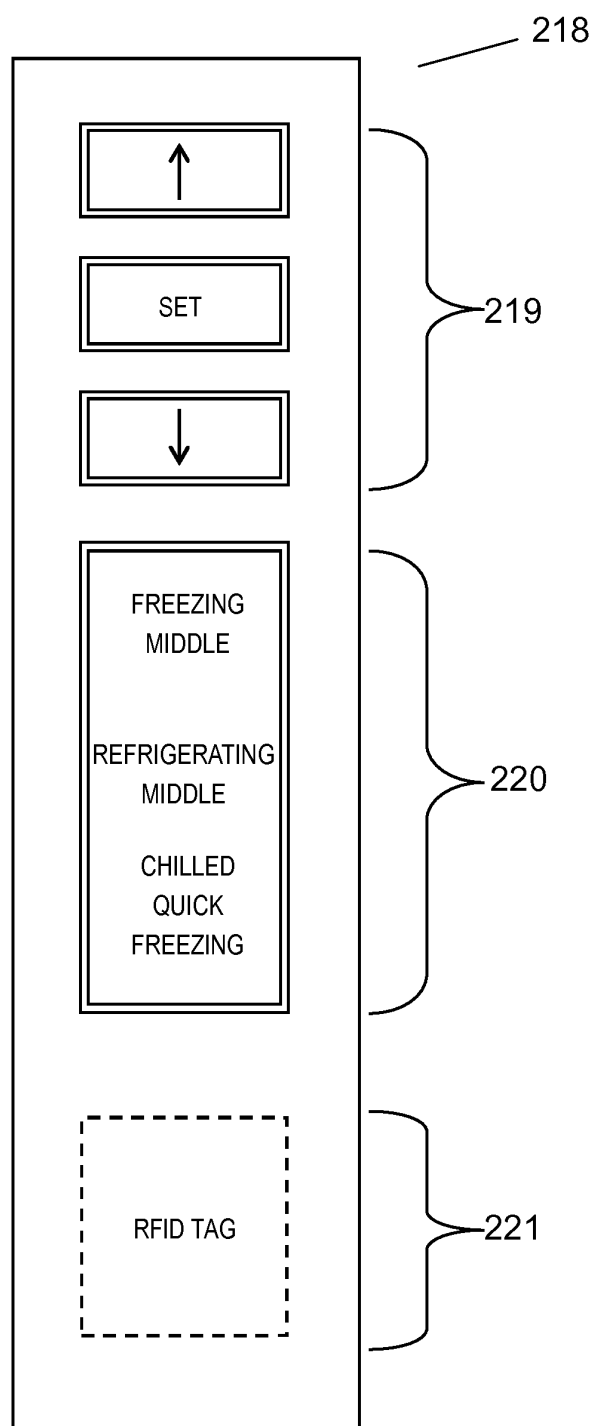 218
↑
SET
219
↓
FREEZING
MIDDLE
REFRIGERATING
MIDDLE
220
CHILLED
QUICK
FREEZING
RFID TAG
221